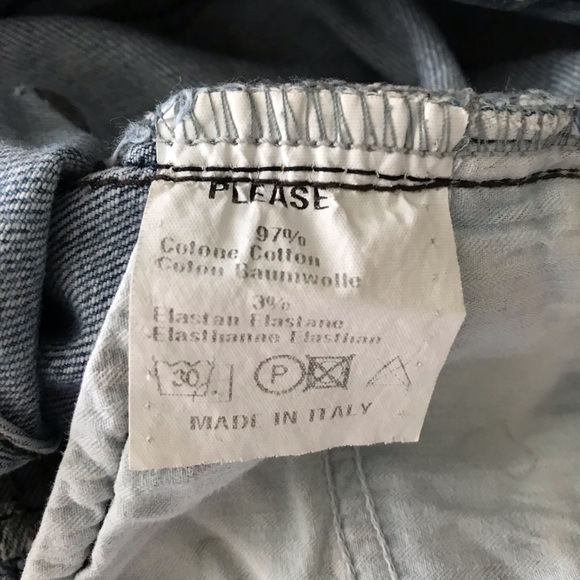 PLEASE
97%
Cotone Cotton
Coton Baumwolle
3%
Elastan Elastane
Elasthanne Elasthan
30 P
MADE IN ITALY